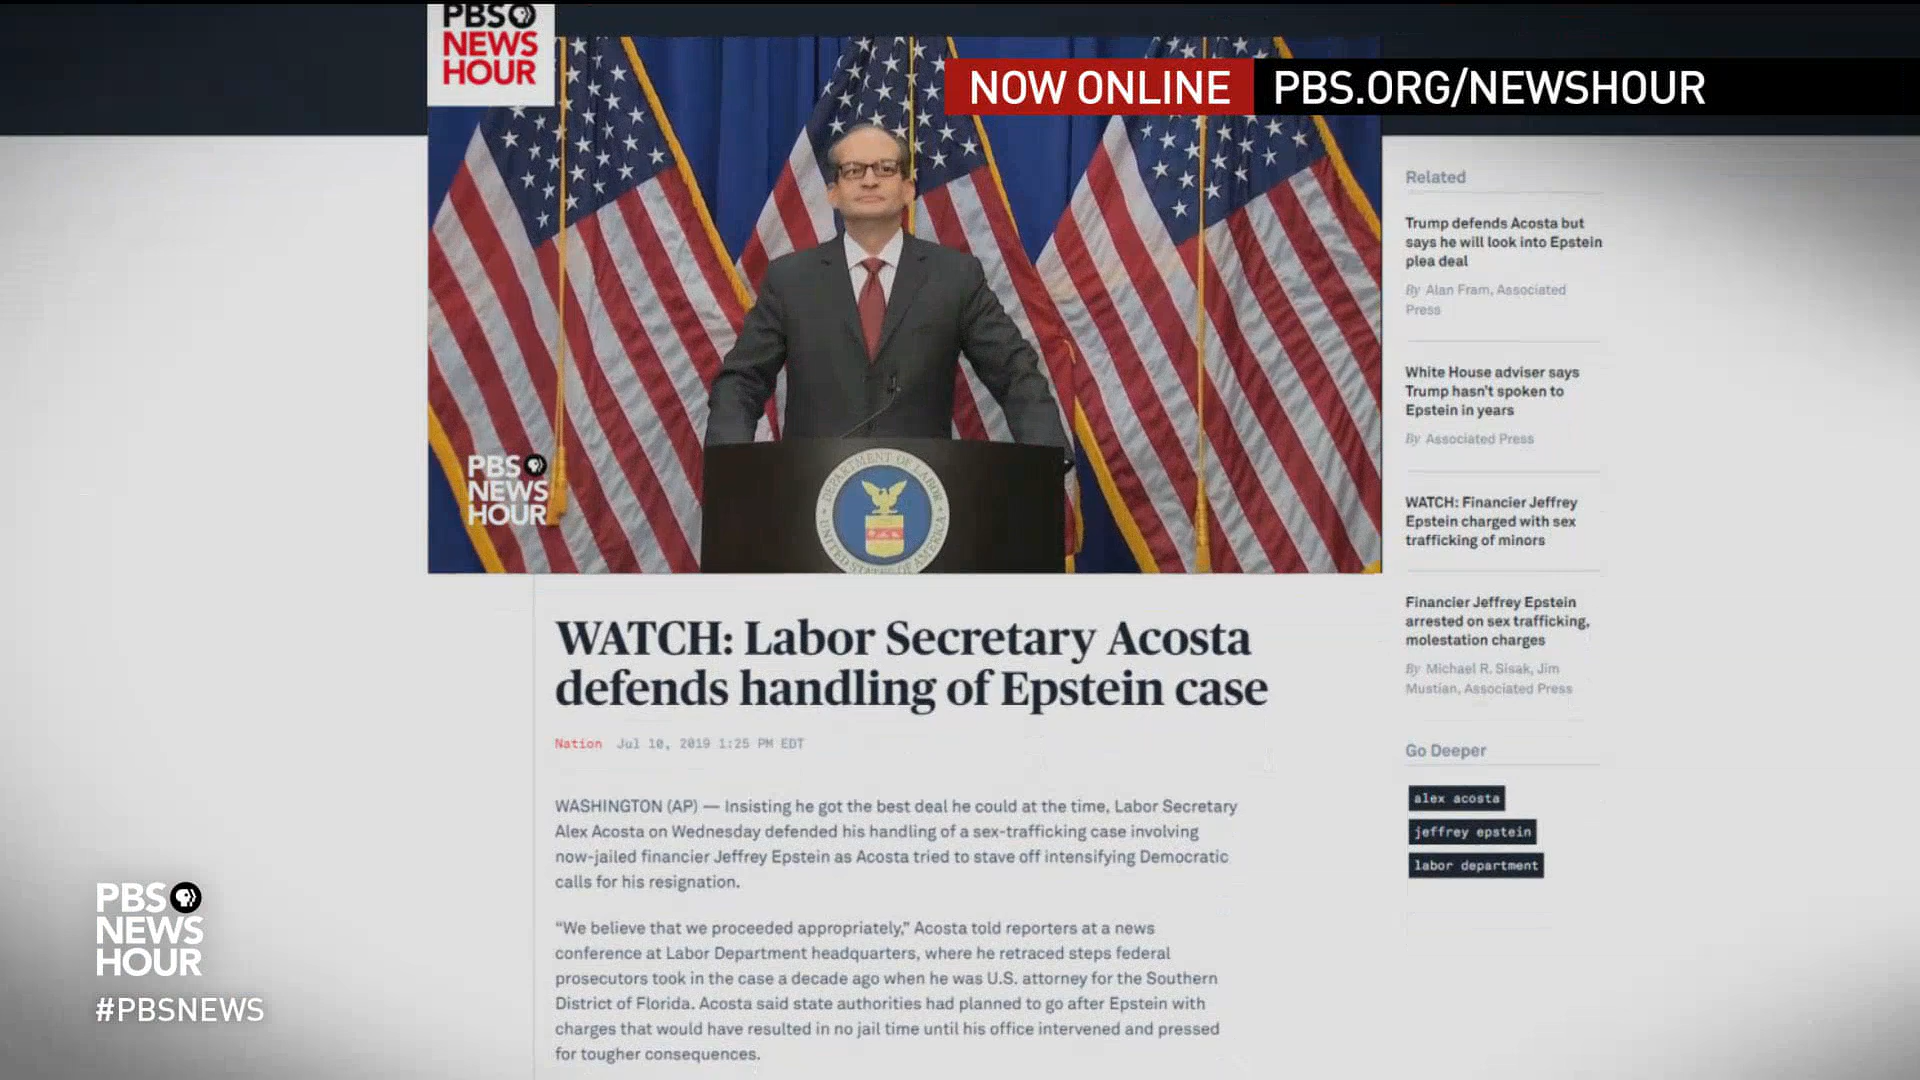 PBS
NEWS
HOUR
NOW ONLINE PBS.ORG/NEWSHOUR
PBS
NEWS
HOUR
DEPARTMENT OF LABOR
UNITED STATES OF AMERICA
WATCH: Labor Secretary Acosta
defends handling of Epstein case
Nation Jul 10, 2019 1:25 PM EDT
WASHINGTON (AP) — Insisting he got the best deal he could at the time, Labor Secretary
Alex Acosta on Wednesday defended his handling of a sex-trafficking case involving
now-jailed financier Jeffrey Epstein as Acosta tried to stave off intensifying Democratic
calls for his resignation.
“We believe that we proceeded appropriately,” Acosta told reporters at a news
conference at Labor Department headquarters, where he retraced steps federal
prosecutors took in the case a decade ago when he was U.S. attorney for the Southern
District of Florida. Acosta said state authorities had planned to go after Epstein with
charges that would have resulted in no jail time until his office intervened and pressed
for tougher consequences.
Related
Trump defends Acosta but
says he will look into Epstein
plea deal
By Alan Fram, Associated
Press
White House adviser says
Trump hasn't spoken to
Epstein in years
By Associated Press
WATCH: Financier Jeffrey
Epstein charged with sex
trafficking of minors
Financier Jeffrey Epstein
arrested on sex trafficking,
molestation charges
By Michael R. Sisak, Jim
Mustian, Associated Press
Go Deeper
alex acosta
jeffrey epstein
labor department
PBS
NEWS
HOUR
#PBSNEWS